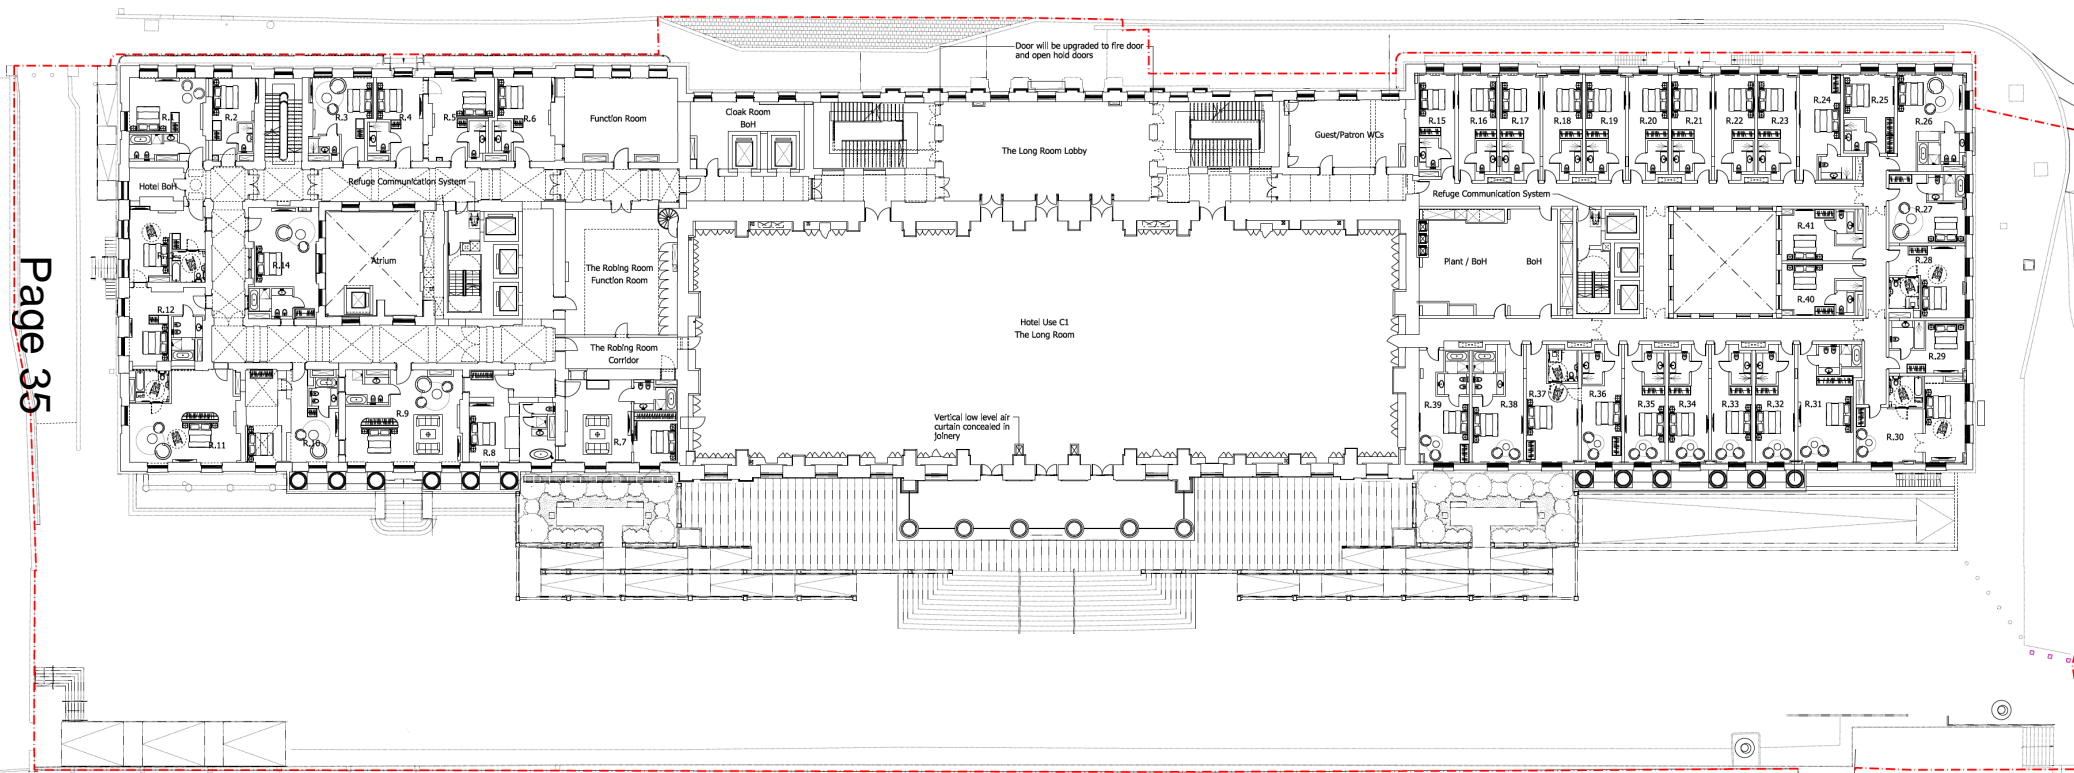 Door will be upgraded to fire door
and open hold doors
R.1
R.2
R.3
R.4
R.5
R.6
Function Room
Cloak Room
BoH
The Long Room Lobby
Guest/Patron WCs
R.15
R.16
R.17
R.18
R.19
R.20
R.21
R.22
R.23
R.24
R.25
R.26
Hotel BoH
Refuge Communication System
Refuge Communication System
R.27
R.14
Atrium
The Robing Room
Function Room
Plant / BoH
BoH
R.41
R.40
R.28
R.12
Hotel Use C1
The Long Room
The Robing Room
Corridor
R.29
Page 35
R.11
R.10
R.9
R.8
R.7
Vertical low level air
curtain concealed in
joinery
R.39
R.38
R.37
R.36
R.35
R.34
R.33
R.32
R.31
R.30